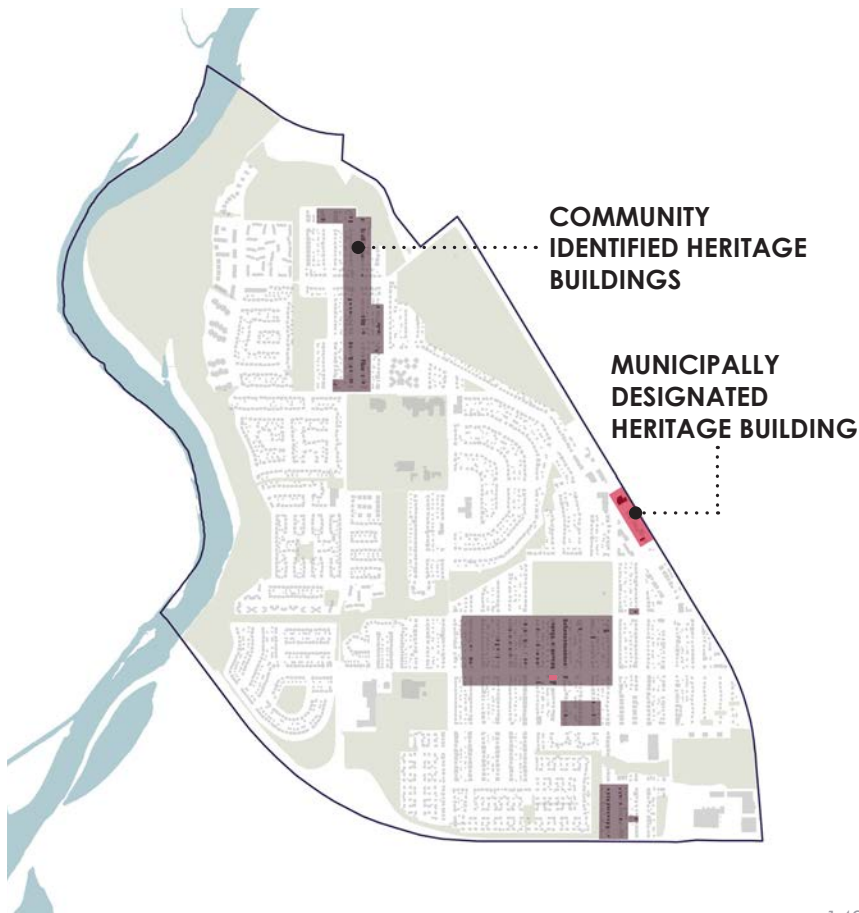 COMMUNITY
IDENTIFIED HERITAGE
BUILDINGS
MUNICIPALLY
DESIGNATED
HERITAGE BUILDING